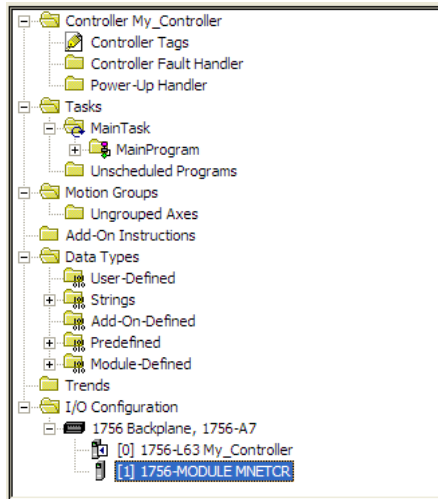 Controller My_Controller
Controller Tags
Controller Fault Handler
Power-Up Handler
Tasks
MainTask
MainProgram
Unscheduled Programs
Motion Groups
Ungrouped Axes
Add-On Instructions
Data Types
User-Defined
Strings
Add-On-Defined
Predefined
Module-Defined
Trends
I/O Configuration
1756 Backplane, 1756-A7
[0] 1756-L63 My_Controller
[1] 1756-MODULE MNETCR